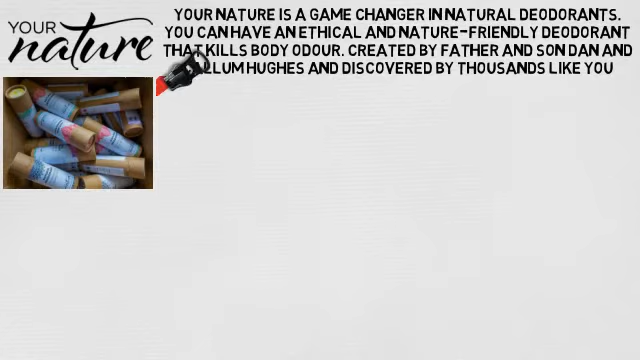 YOUR
nature
YOUR NATURE IS A GAME CHANGER IN NATURAL DEODORANTS.
YOU CAN HAVE AN ETHICAL AND NATURE-FRIENDLY DEODORANT
THAT KILLS BODY ODOUR. CREATED BY FATHER AND SON DAN AND
LLUM HUGHES AND DISCOVERED BY THOUSANDS LIKE YOU